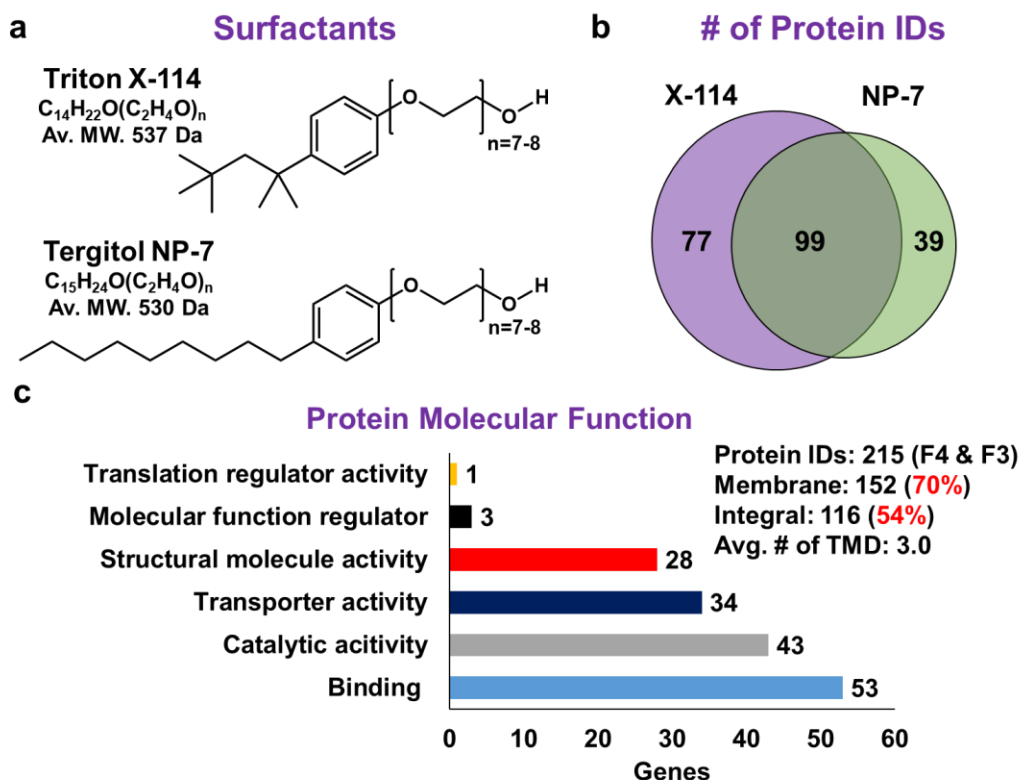 a
Surfactants
Triton X-114
C₁₄H₂₂O(C₂H₄O)ₙ
Av. MW. 537 Da
O
O
H
n=7-8
Tergitol NP-7
C₁₅H₂₄O(C₂H₄O)ₙ
Av. MW. 530 Da
O
O
H
n=7-8
b
# of Protein IDs
X-114
NP-7
77
99
39
c
Protein Molecular Function
Protein IDs: 215 (F4 & F3)
Membrane: 152 (70%)
Integral: 116 (54%)
Avg. # of TMD: 3.0
Translation regulator activity 1
Molecular function regulator 3
Structural molecule activity 28
Transporter activity 34
Catalytic acitivity 43
Binding 53
0 10 20 30 40 50 60
Genes